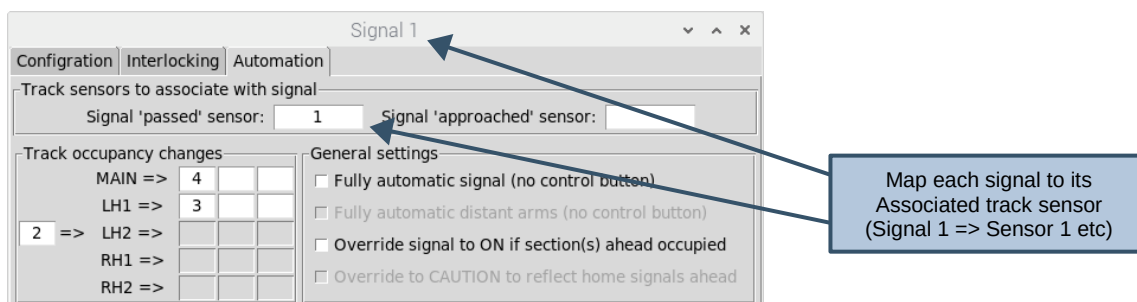 Signal 1
Configration Interlocking Automation
Track sensors to associate with signal
Signal 'passed' sensor: 1 Signal 'approached' sensor:
Track occupancy changes
MAIN => 4
LH1 => 3
2 => LH2 =>
RH1 =>
RH2 =>
General settings
Fully automatic signal (no control button)
Fully automatic distant arms (no control button)
Override signal to ON if section(s) ahead occupied
Override to CAUTION to reflect home signals ahead
Map each signal to its
Associated track sensor
(Signal 1 => Sensor 1 etc)